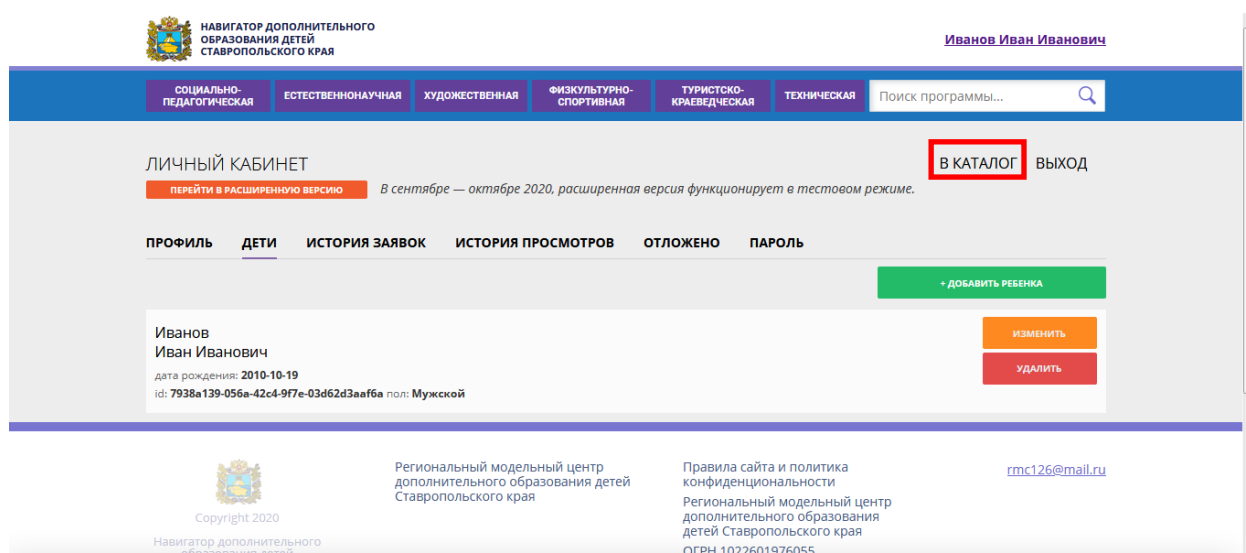 НАВИГАТОР ДОПОЛНИТЕЛЬНОГО
ОБРАЗОВАНИЯ ДЕТЕЙ
СТАВРОПОЛЬСКОГО КРАЯ
Иванов Иван Иванович
СОЦИАЛЬНО-
ПЕДАГОГИЧЕСКАЯ
ЕСТЕСТВЕННОНАУЧНАЯ
ХУДОЖЕСТВЕННАЯ
ФИЗКУЛЬТУРНО-
СПОРТИВНАЯ
ТУРИСТСКО-
КРАЕВЕДЧЕСКАЯ
ТЕХНИЧЕСКАЯ
Поиск программы...
ЛИЧНЫЙ КАБИНЕТ
В КАТАЛОГ ВЫХОД
ПЕРЕЙТИ В РАСШИРЕННУЮ ВЕРСИЮ
В сентябре — октябре 2020, расширенная версия функционирует в тестовом режиме.
ПРОФИЛЬ ДЕТИ ИСТОРИЯ ЗАЯВОК ИСТОРИЯ ПРОСМОТРОВ ОТЛОЖЕНО ПАРОЛЬ
+ ДОБАВИТЬ РЕБЕНКА
Иванов
Иван Иванович
дата рождения: 2010-10-19
id: 7938a139-056a-42c4-9f7e-03d62d3aaf6a пол: Мужской
ИЗМЕНИТЬ
УДАЛИТЬ
Copyright 2020
Навигатор дополнительного
образования детей
Региональный модельный центр
дополнительного образования детей
Ставропольского края
Правила сайта и политика
конфиденциональности
Региональный модельный центр
дополнительного образования
детей Ставропольского края
ОГРН 1022601976055
rmc126@mail.ru